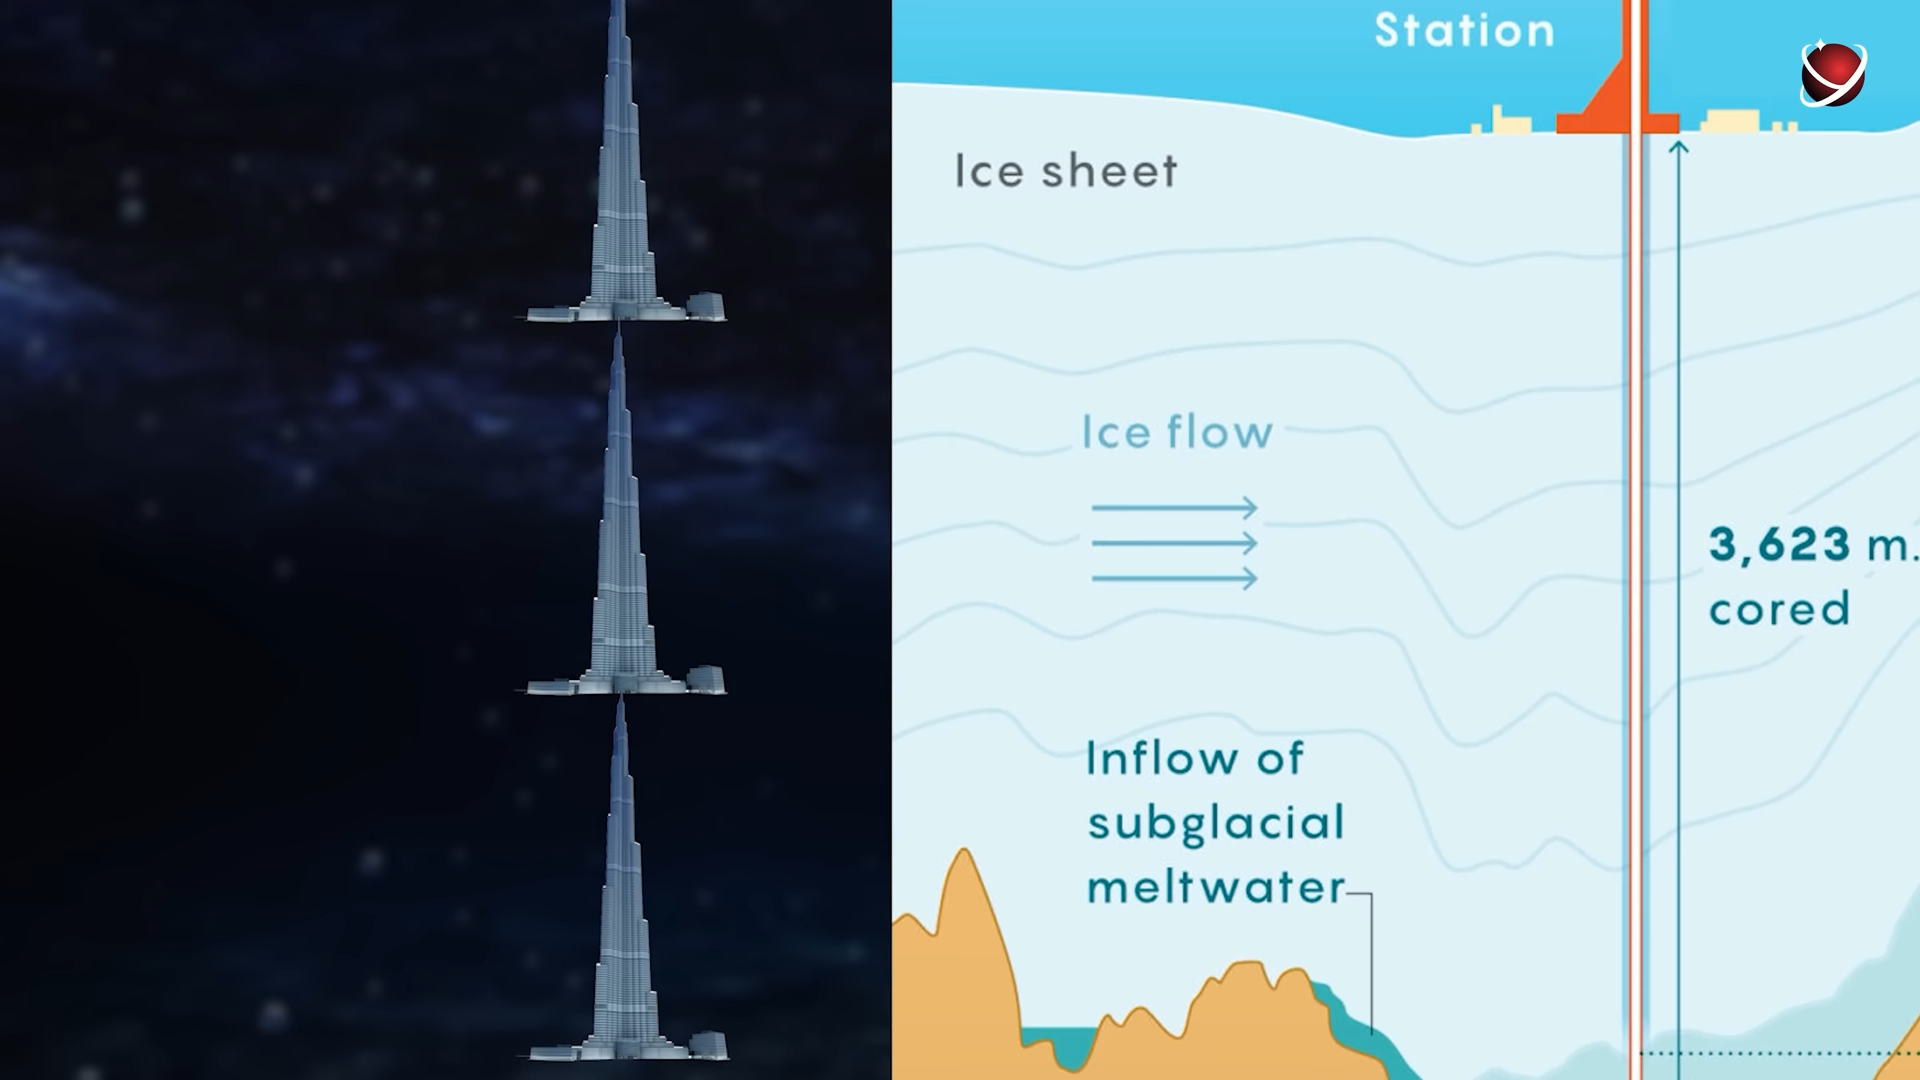 Station
Ice sheet
Ice flow
3,623 m.
cored
Inflow of
subglacial
meltwater